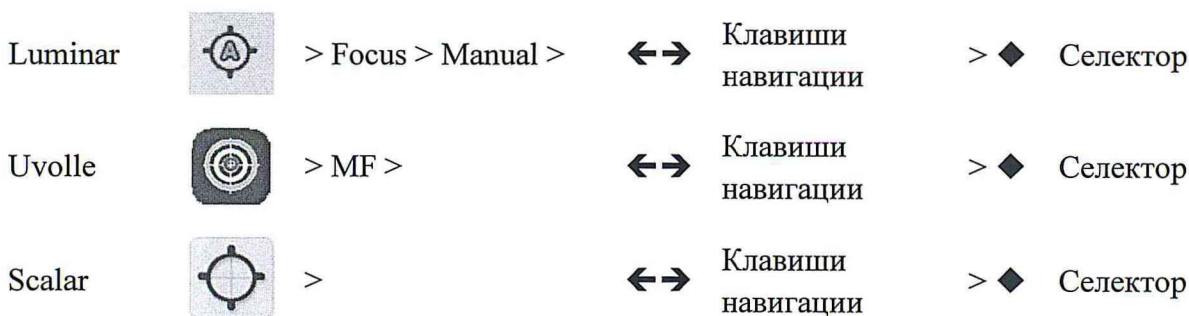 Luminar > Focus > Manual > ←→ Клавиши навигации > ◆ Селектор
Uvolle > MF > ←→ Клавиши навигации > ◆ Селектор
Scalar > ←→ Клавиши навигации > ◆ Селектор